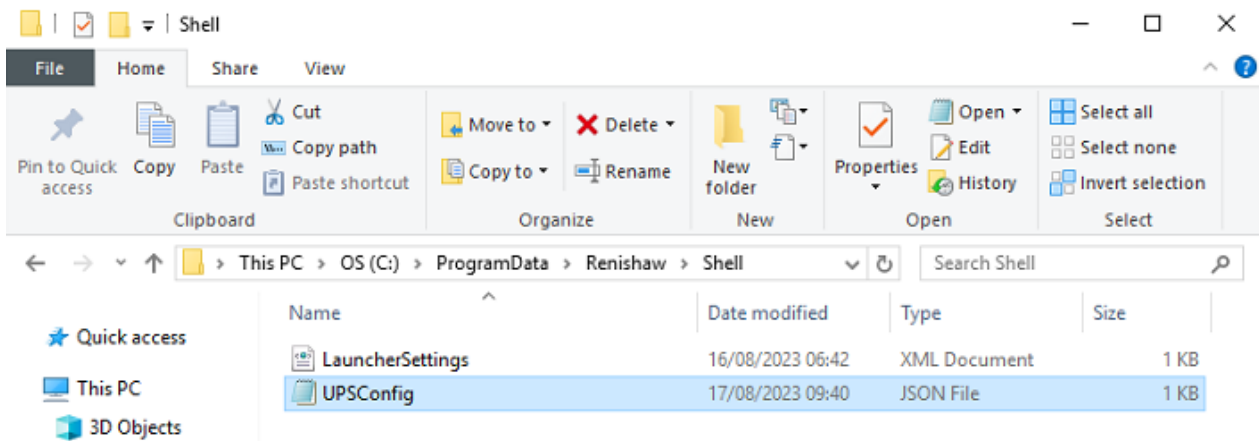 Shell
File Home Share View
Pin to Quick access
Copy
Paste
Cut
Copy path
Paste shortcut
Clipboard
Move to
Copy to
Delete
Rename
Organize
New folder
New
Properties
Open
Edit
History
Open
Select all
Select none
Invert selection
Select
This PC > OS (C:) > ProgramData > Renishaw > Shell
Search Shell
Quick access
This PC
3D Objects
Name Date modified Type Size
LauncherSettings 16/08/2023 06:42 XML Document 1 KB
UPSConfig 17/08/2023 09:40 JSON File 1 KB